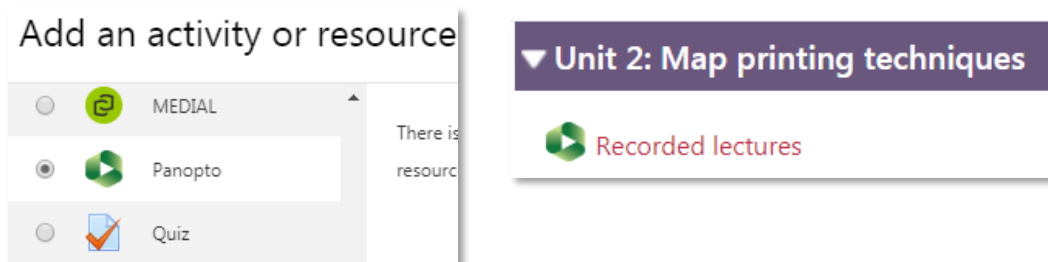 Add an activity or resource
MEDIAL
There is
Panopto
resourc
Quiz
Unit 2: Map printing techniques
Recorded lectures